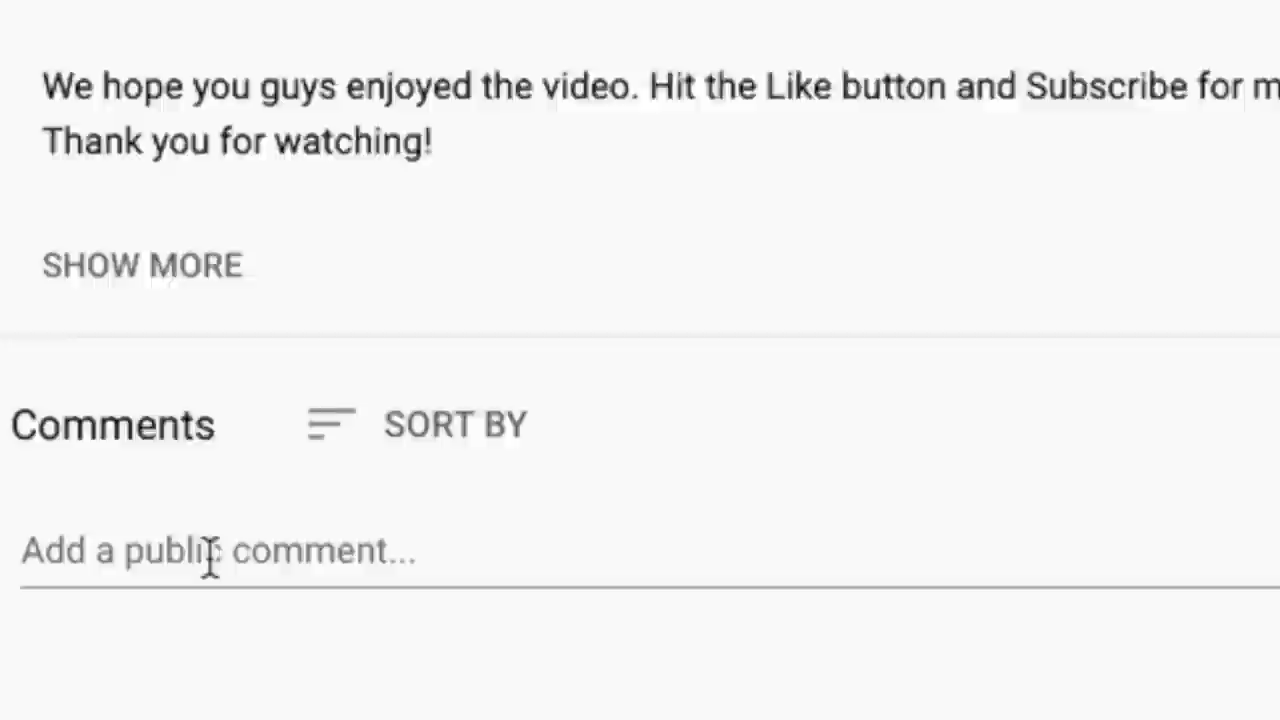 We hope you guys enjoyed the video. Hit the Like button and Subscribe for m
Thank you for watching!
SHOW MORE
Comments
SORT BY
Add a public comment...